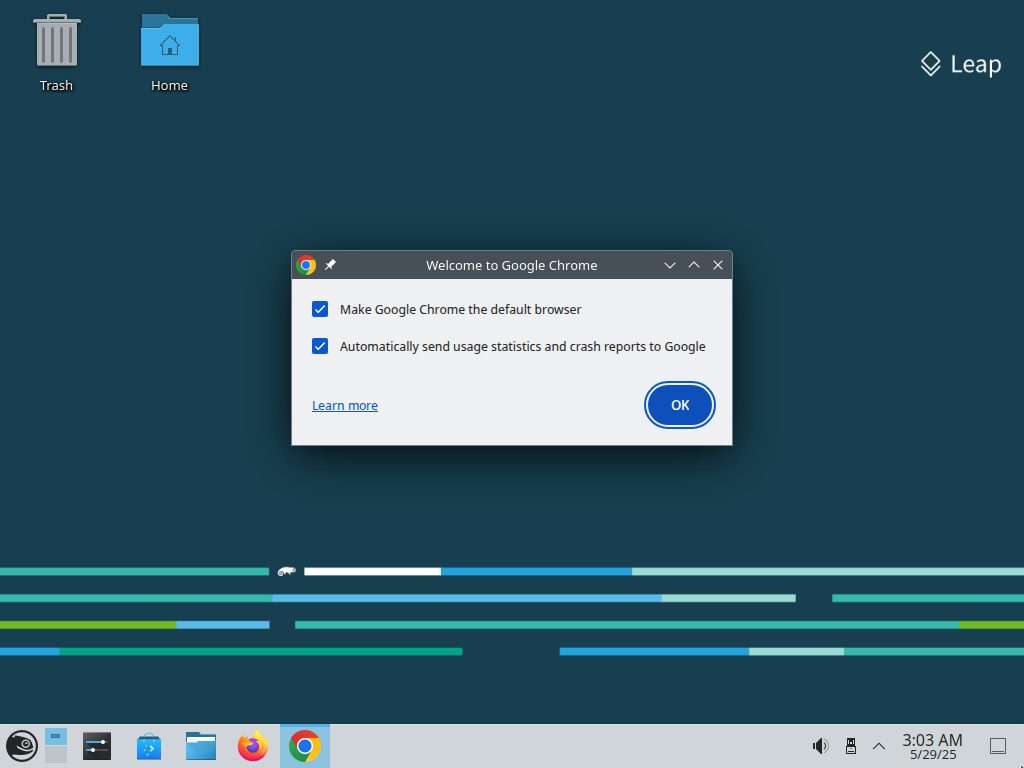 Trash
Home
Leap
Welcome to Google Chrome
Make Google Chrome the default browser
Automatically send usage statistics and crash reports to Google
Learn more
OK
3:03 AM
5/29/25